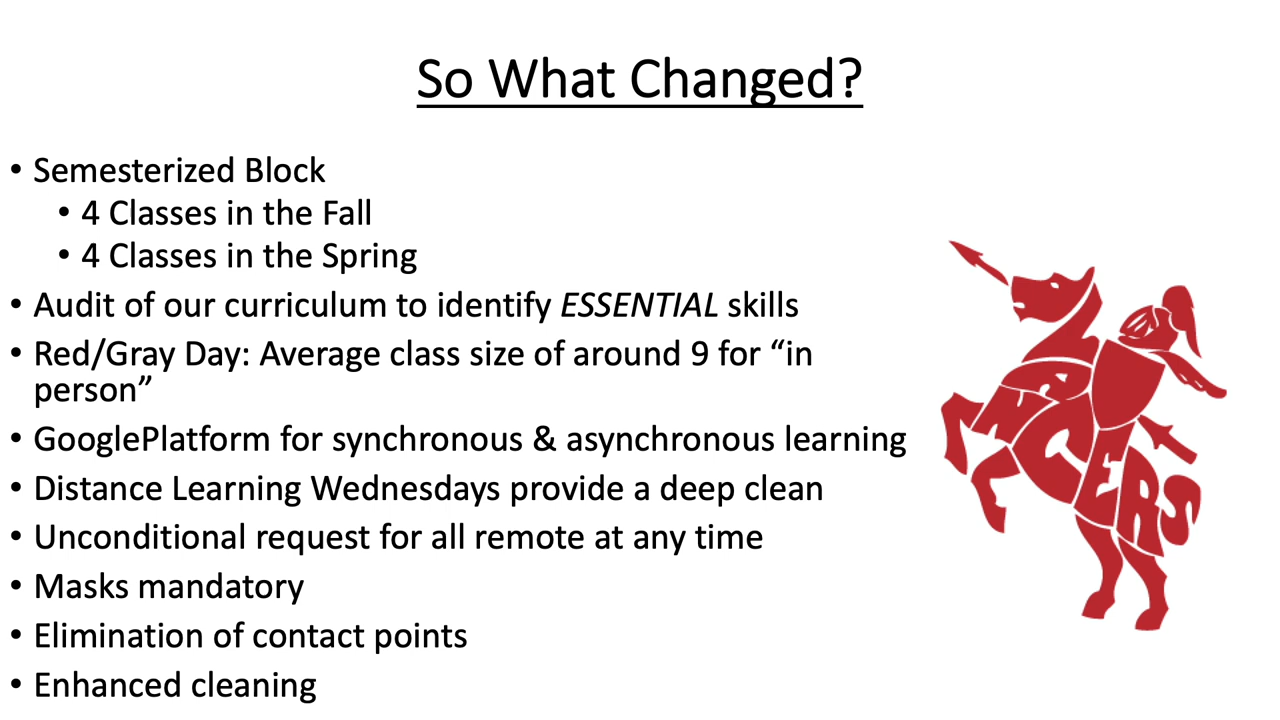 So What Changed?
• Semesterized Block
• 4 Classes in the Fall
• 4 Classes in the Spring
• Audit of our curriculum to identify ESSENTIAL skills
• Red/Gray Day: Average class size of around 9 for “in
person”
• GooglePlatform for synchronous & asynchronous learning
• Distance Learning Wednesdays provide a deep clean
• Unconditional request for all remote at any time
• Masks mandatory
• Elimination of contact points
• Enhanced cleaning
LANCERS